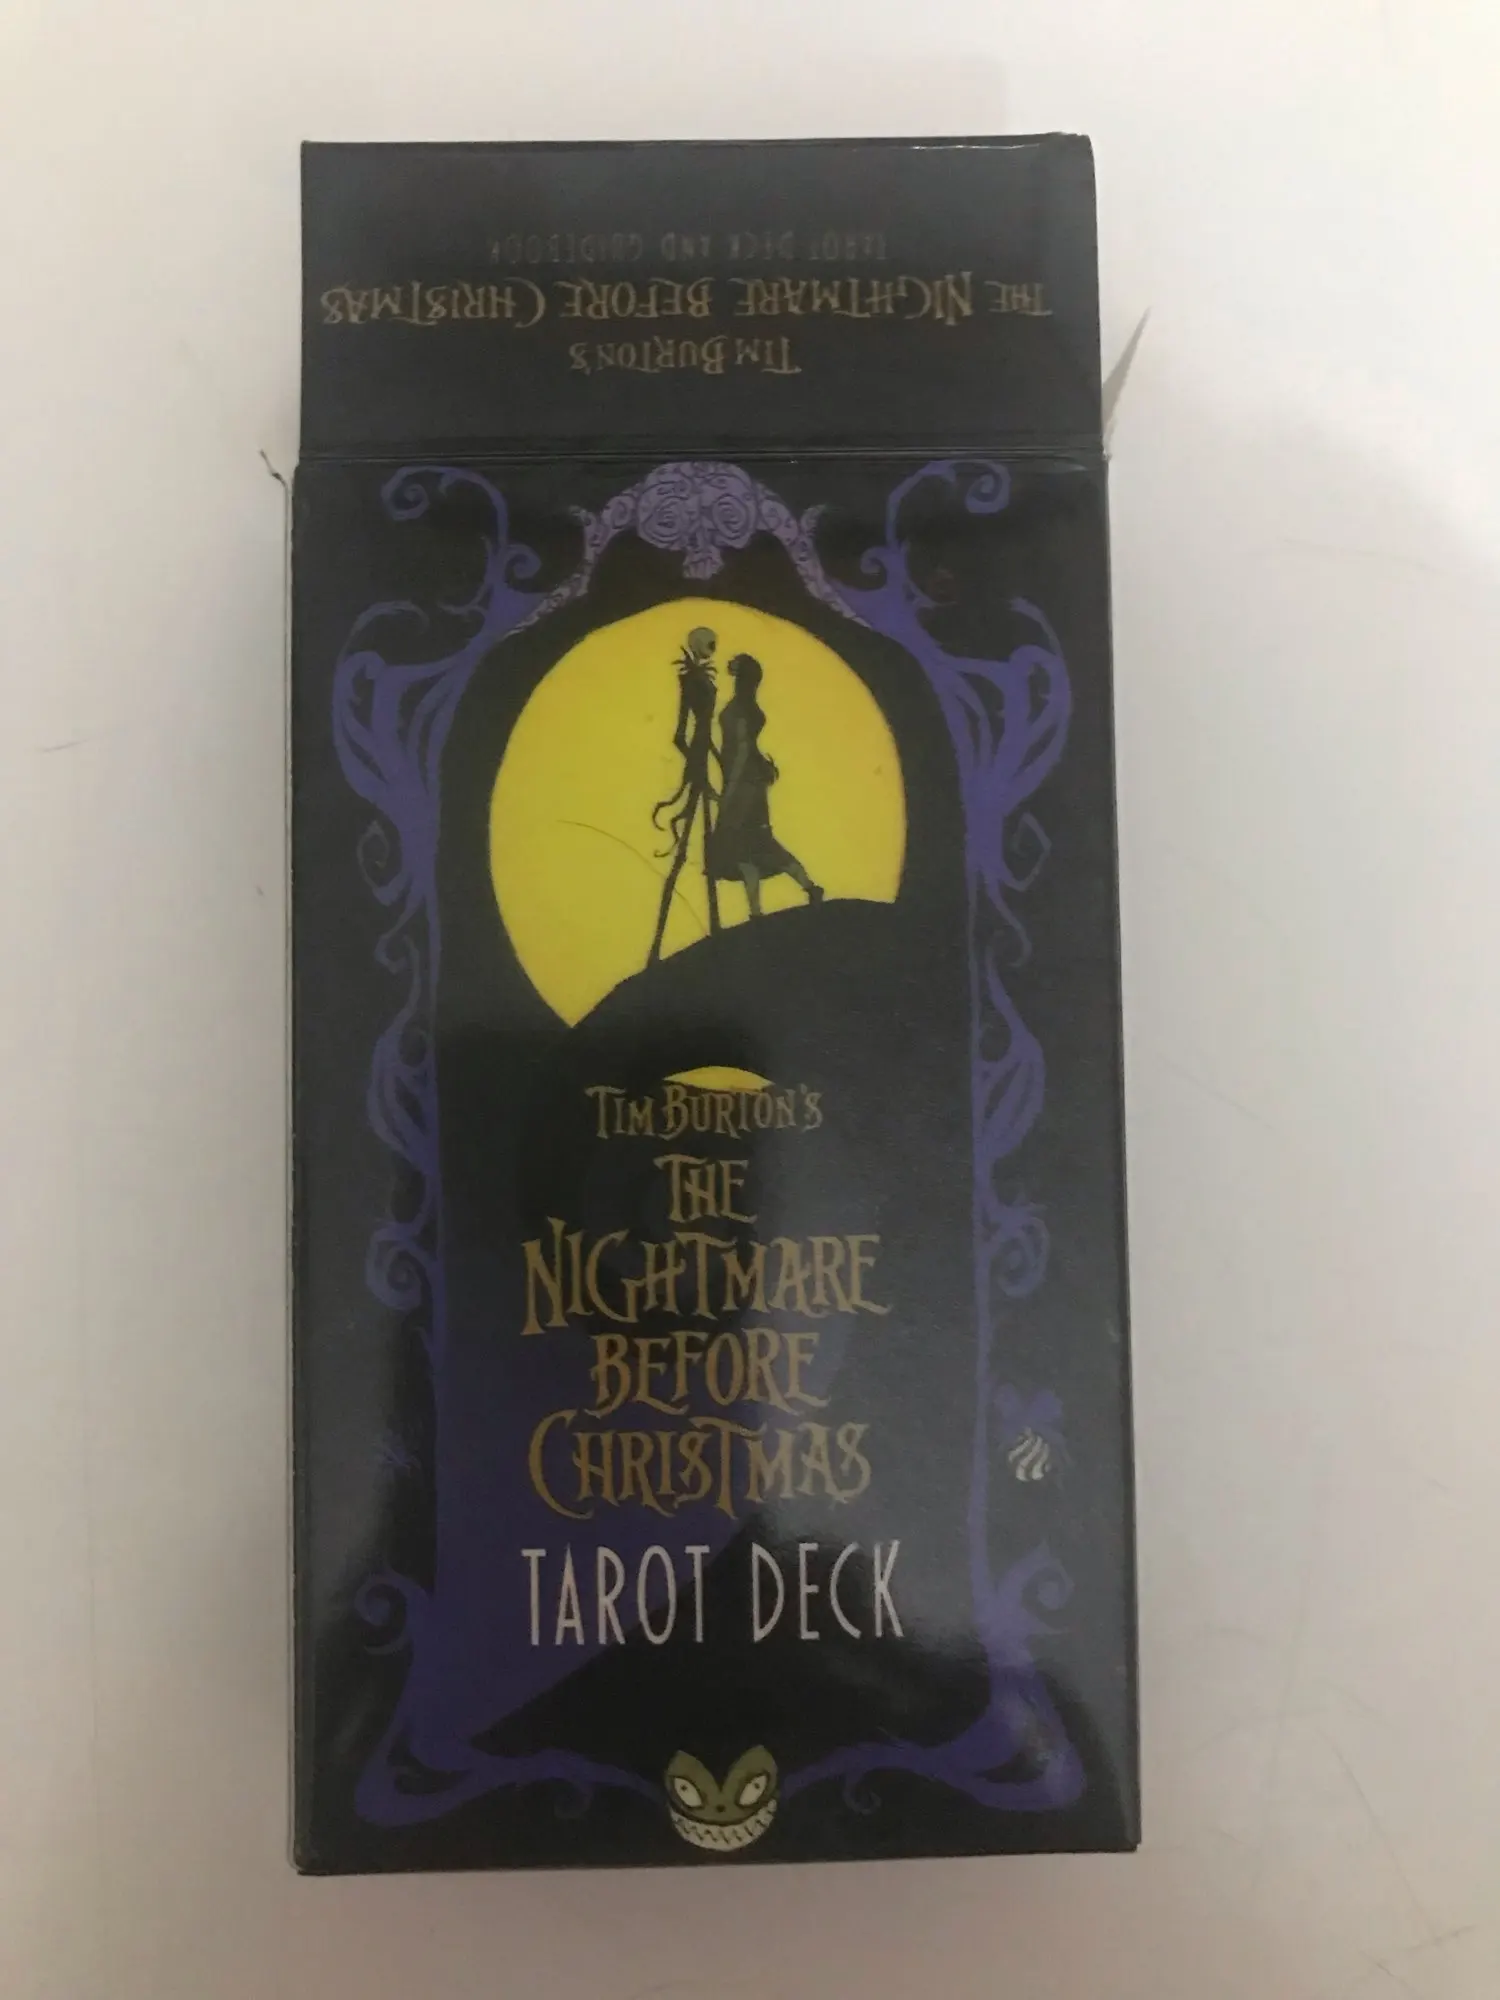 TIM BURTON'S
THE NIGHTMARE BEFORE CHRISTMAS
TAROT DECK AND GUIDEBOOK
TIM BURTON'S
THE
NIGHTMARE
BEFORE
CHRISTMAS
TAROT DECK